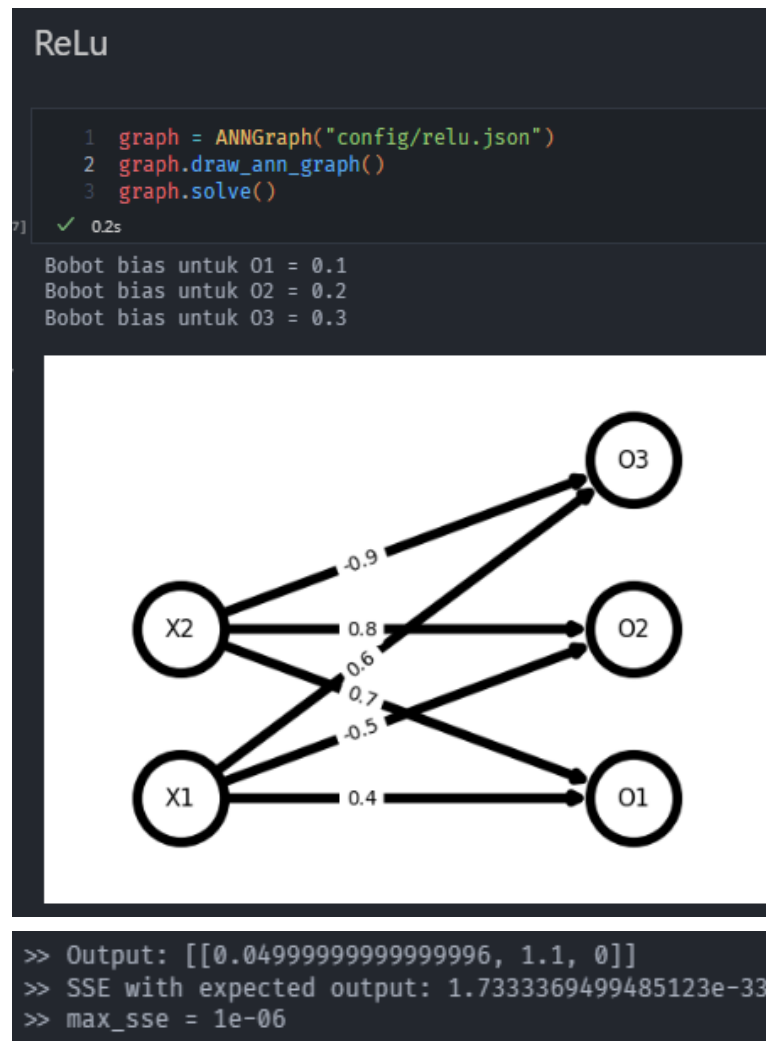 ReLu
1 graph = ANNGraph("config/relu.json")
2 graph.draw_ann_graph()
3 graph.solve()
7] ✓ 0.2s
Bobot bias untuk O1 = 0.1
Bobot bias untuk O2 = 0.2
Bobot bias untuk O3 = 0.3
O3
-0.9
X2
0.8
O2
0.6
0.7
-0.5
X1
0.4
O1
>> Output: [[0.04999999999999996, 1.1, 0]]
>> SSE with expected output: 1.7333369499485123e-33
>> max_sse = 1e-06